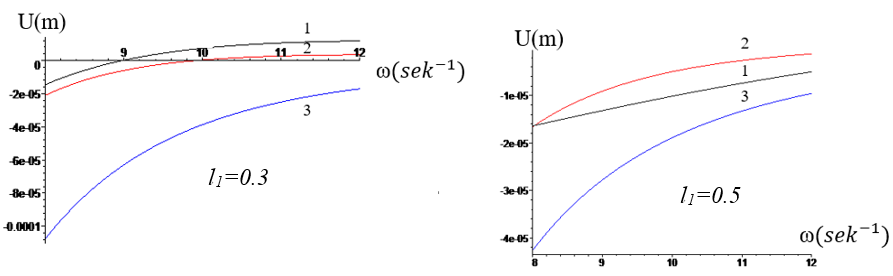 U(m)
1
9 10 11 12
0
2
ω(sek⁻¹)
-2e-05
3
-4e-05
-6e-05
-8e-05
-0.0001
l₁=0.3
U(m)
2
1
-1e-05
3
-2e-05
-3e-05
-4e-05
l₁=0.5
ω(sek⁻¹)
8 9 10 11 12